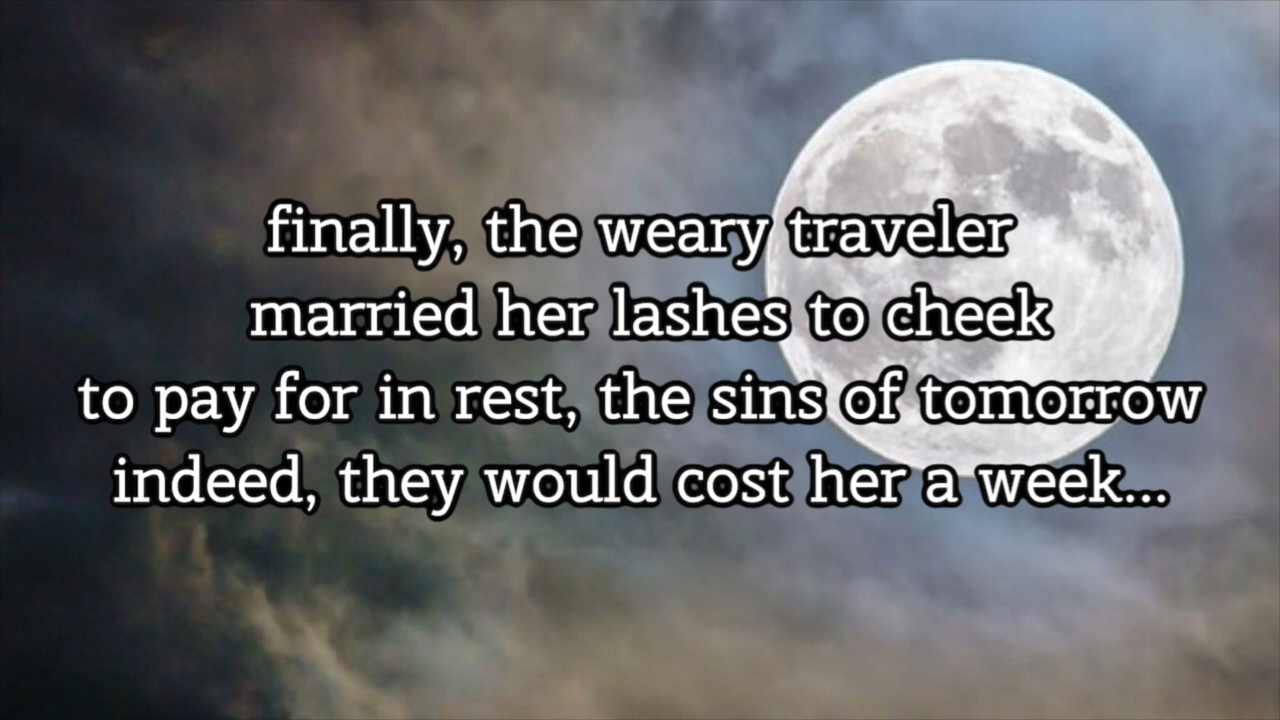 finally, the weary traveler
married her lashes to cheek
to pay for in rest, the sins of tomorrow
indeed, they would cost her a week...